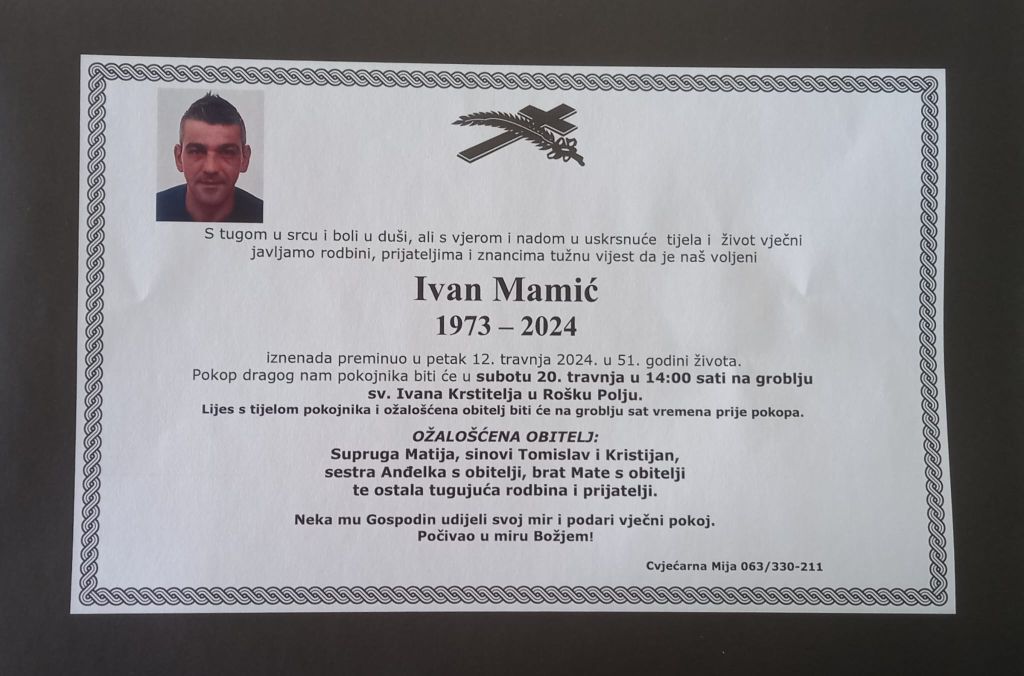 S tugom u srcu i boli u duši, ali s vjerom i nadom u uskrsnuće tijela i život vječni
javljamo rodbini, prijateljima i znancima tužnu vijest da je naš voljeni
Ivan Mamić
1973 – 2024
iznenada preminuo u petak 12. travnja 2024. u 51. godini života.
Pokop dragog nam pokojnika biti će u subotu 20. travnja u 14:00 sati na groblju
sv. Ivana Krstitelja u Rošku Polju.
Lijes s tijelom pokojnika i ožalošćena obitelj biti će na groblju sat vremena prije pokopa.
OŽALOŠĆENA OBITELJ:
Supruga Matija, sinovi Tomislav i Kristijan,
sestra Anđelka s obitelji, brat Mate s obitelji
te ostala tugujuća rodbina i prijatelji.
Neka mu Gospodin udijeli svoj mir i podari vječni pokoj.
Počivao u miru Božjem!
Cvjećarna Mija 063/330-211